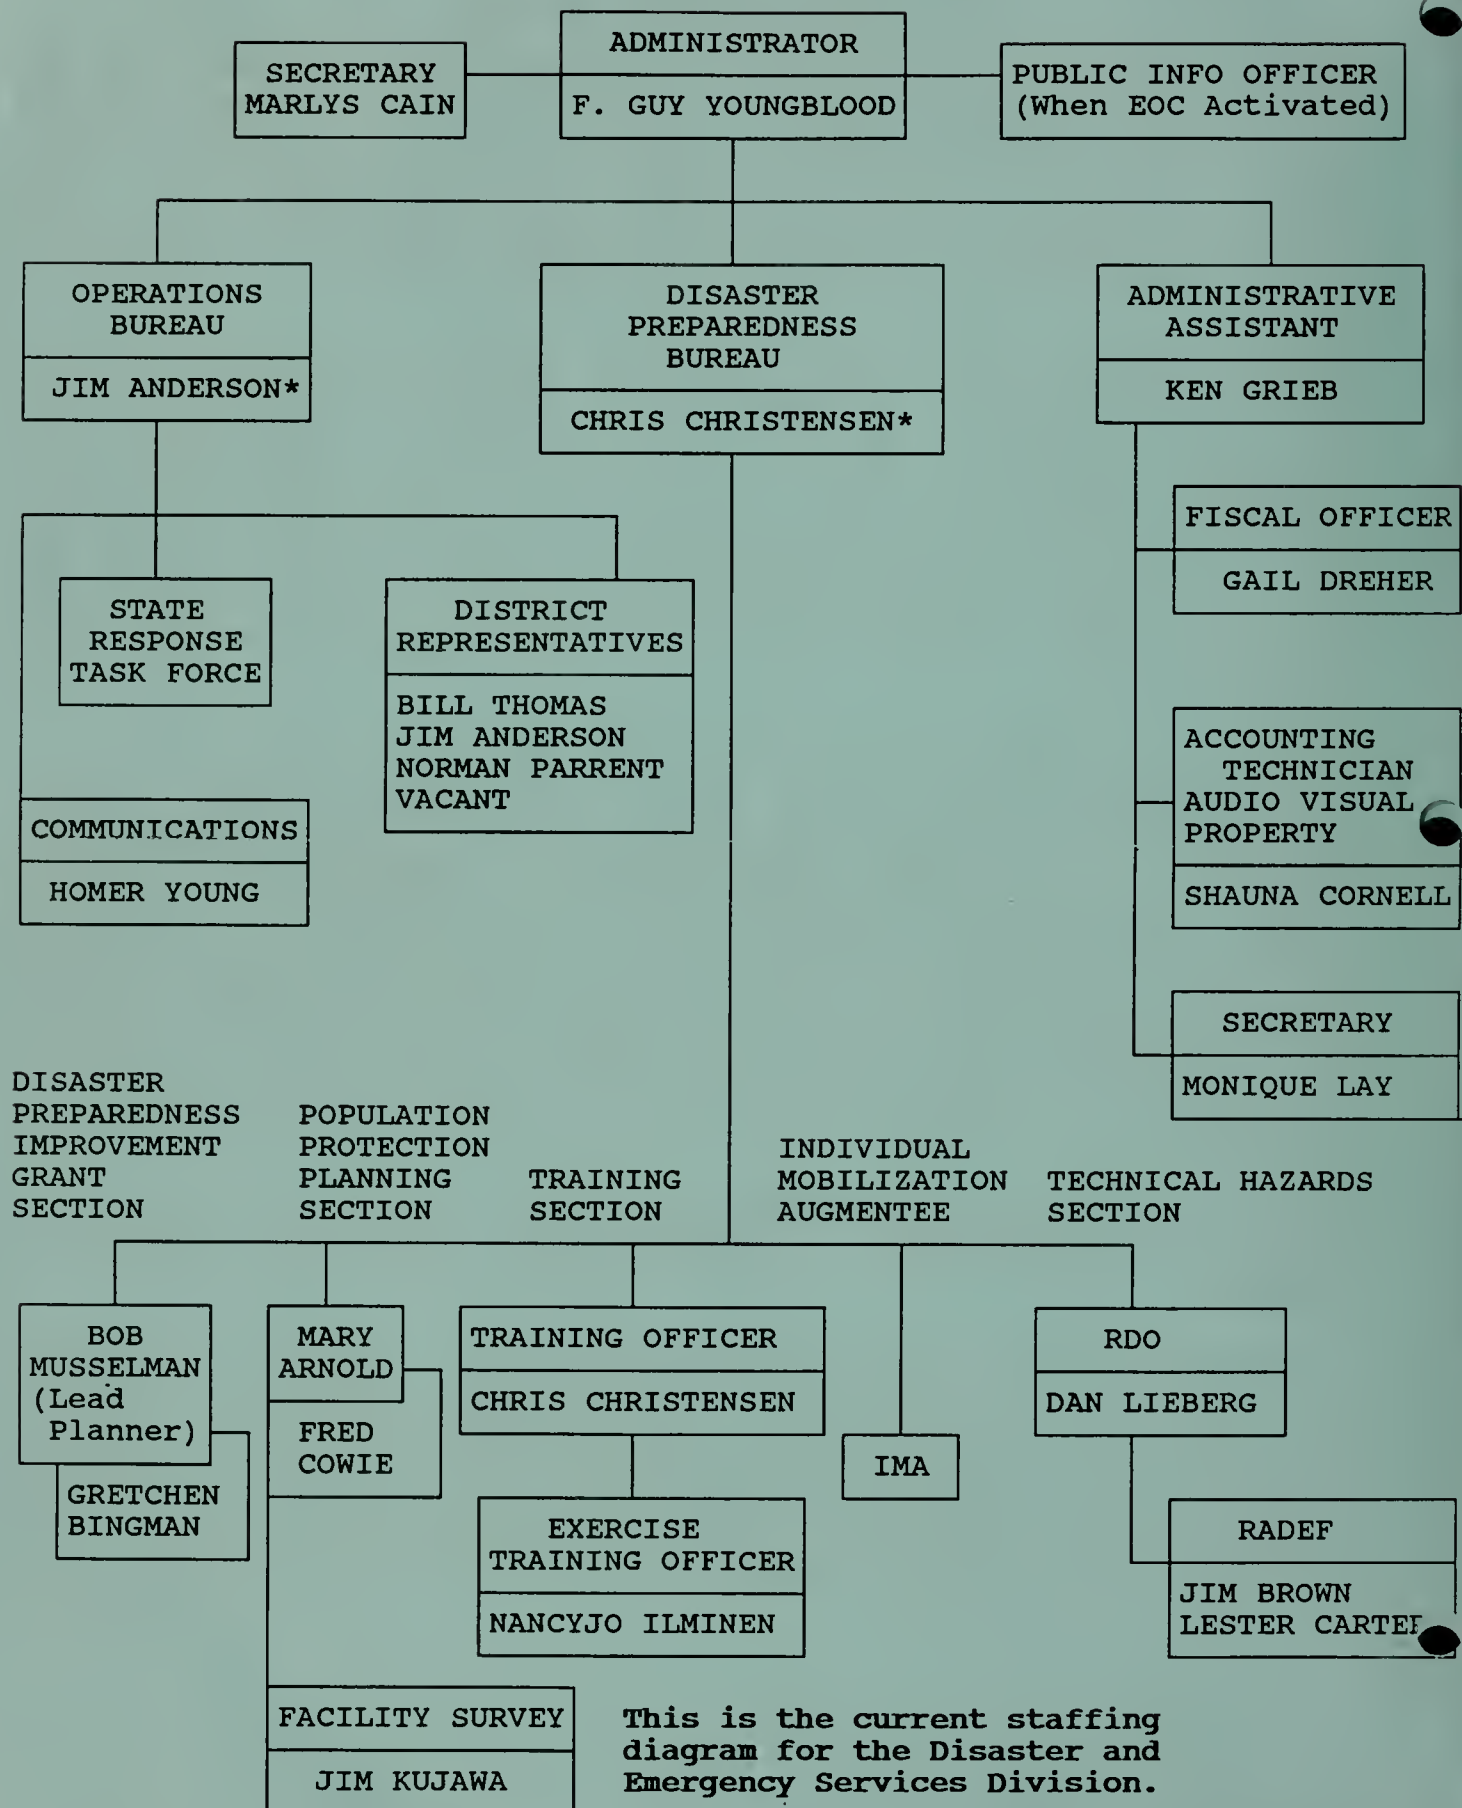 ADMINISTRATOR
F. GUY YOUNGBLOOD
SECRETARY
MARLYS CAIN
PUBLIC INFO OFFICER
(When EOC Activated)
OPERATIONS
BUREAU
JIM ANDERSON*
DISASTER
PREPAREDNESS
BUREAU
CHRIS CHRISTENSEN*
ADMINISTRATIVE
ASSISTANT
KEN GRIEB
STATE
RESPONSE
TASK FORCE
DISTRICT
REPRESENTATIVES
BILL THOMAS
JIM ANDERSON
NORMAN PARRENT
VACANT
COMMUNICATIONS
HOMER YOUNG
FISCAL OFFICER
GAIL DREHER
ACCOUNTING
TECHNICIAN
AUDIO VISUAL
PROPERTY
SHAUNA CORNELL
SECRETARY
MONIQUE LAY
DISASTER
PREPAREDNESS
IMPROVEMENT
GRANT
SECTION
POPULATION
PROTECTION
PLANNING
SECTION
TRAINING
SECTION
INDIVIDUAL
MOBILIZATION
AUGMENTEE
TECHNICAL HAZARDS
SECTION
BOB
MUSSELMAN
(Lead
Planner)
GRETCHEN
BINGMAN
MARY
ARNOLD
FRED
COWIE
TRAINING OFFICER
CHRIS CHRISTENSEN
EXERCISE
TRAINING OFFICER
NANCYJO ILMINEN
IMA
RDO
DAN LIEBERG
RADEF
JIM BROWN
LESTER
FACILITY SURVEY
JIM KUJAWA
This is the current staffing
diagram for the Disaster and
Emergency Services Division.